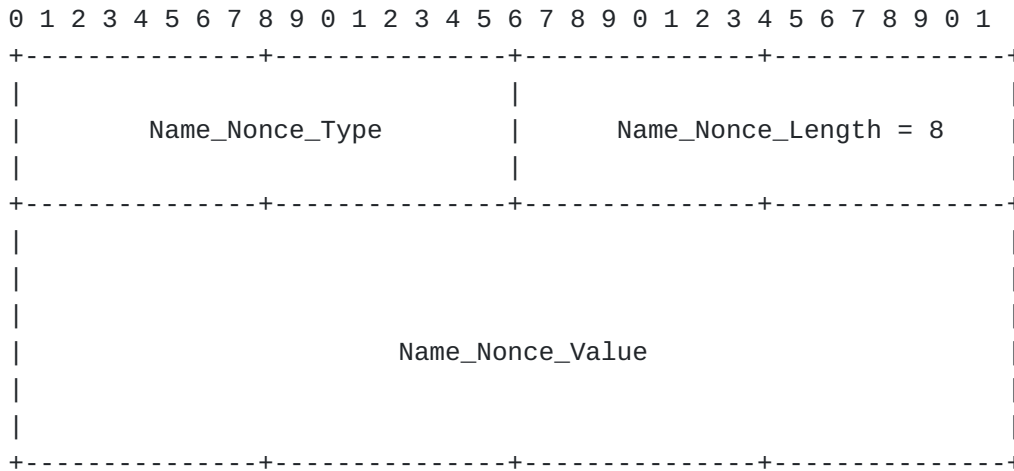 0 1 2 3 4 5 6 7 8 9 0 1 2 3 4 5 6 7 8 9 0 1 2 3 4 5 6 7 8 9 0 1
+---------------+---------------+---------------+---------------+
| | |
| Name_Nonce_Type | Name_Nonce_Length = 8 |
| | |
+---------------+---------------+---------------+---------------+
| |
| |
| |
| Name_Nonce_Value |
| |
| |
+---------------+---------------+---------------+---------------+